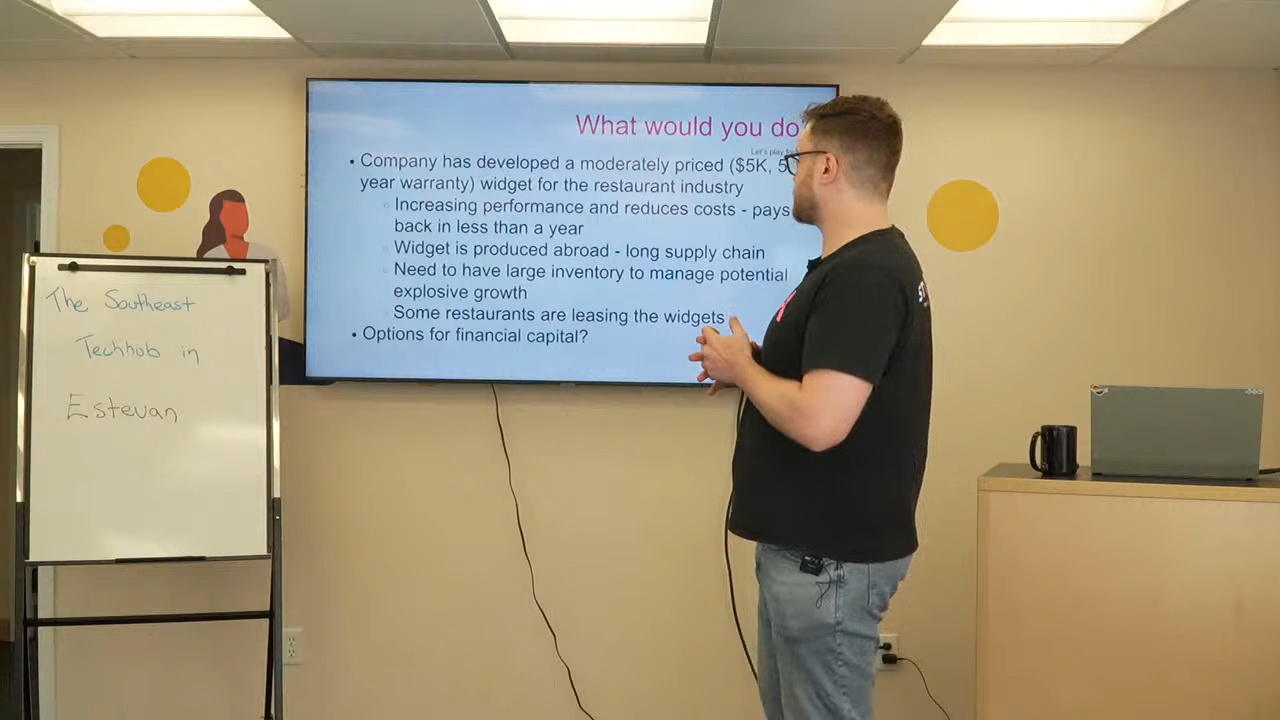 The Southeast
Techhub in
Estevan
What would you do
Let's play
• Company has developed a moderately priced ($5K, 5
year warranty) widget for the restaurant industry
Increasing performance and reduces costs - pays
back in less than a year
Widget is produced abroad - long supply chain
Need to have large inventory to manage potential
explosive growth
Some restaurants are leasing the widgets
• Options for financial capital?